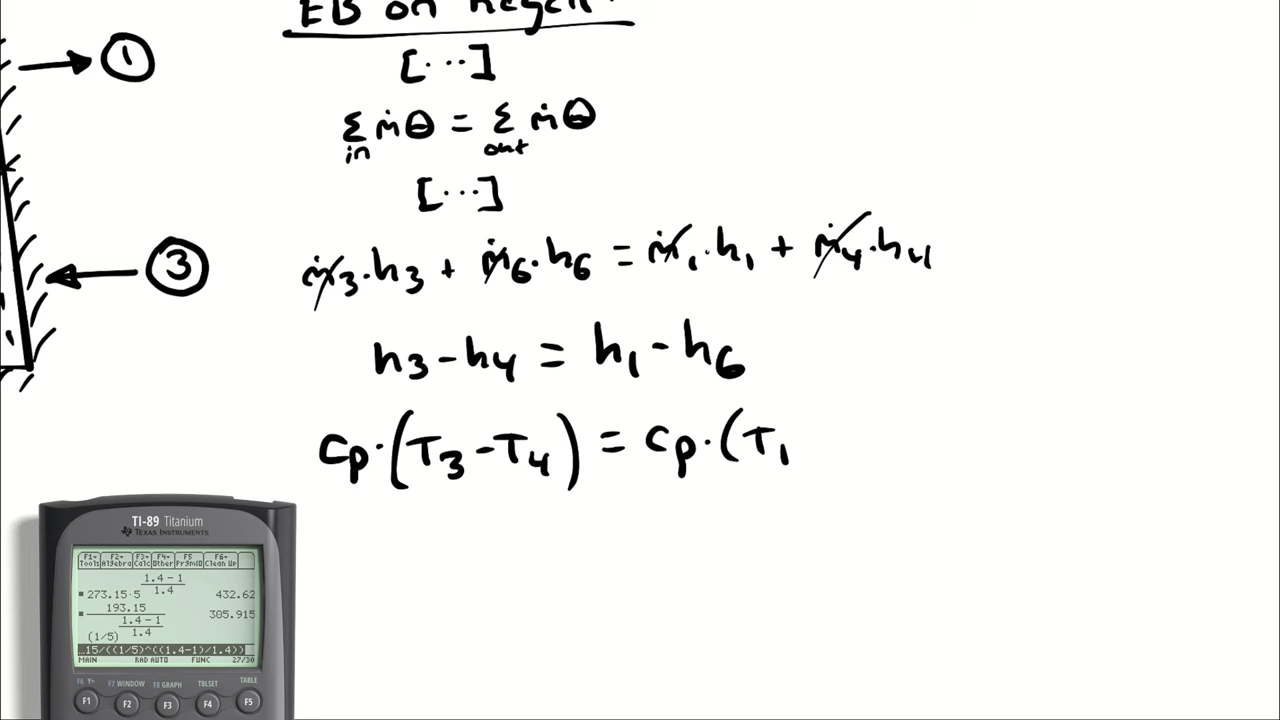 EB on Regen
①
[...]
Σ ṁθ = Σ ṁθ
in out
[...]
③
ṁ₃·h₃ + ṁ₆·h₆ = ṁ₁·h₁ + ṁ₄·h₄
h₃-h₄ = h₁-h₆
Cp·(T₃-T₄) = Cp·(T₁
TI-89 Titanium
TEXAS INSTRUMENTS
F1▾ F2▾ F3▾ F4▾ F5 F6▾
Tools Algebra Calc Other PrgmIO Clean Up
1.4 - 1
273.15·5 1.4 432.62
193.15 305.915
1.4 - 1
(1/5) 1.4
…15/((1/5)^((1.4-1)/1.4))
MAIN RAD AUTO FUNC 27/30
F6 Y= F7 WINDOW F8 GRAPH TBLSET TABLE
F1 F2 F3 F4 F5